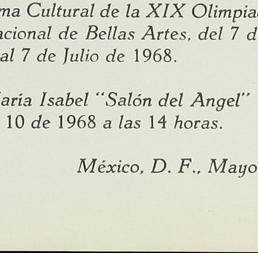 ma Cultural de la XIX Olimpiad
acional de Bellas Artes, del 7 d
al 7 de Julio de 1968.
aría Isabel "Salón del Angel"
10 de 1968 a las 14 horas.
México, D. F., Mayo